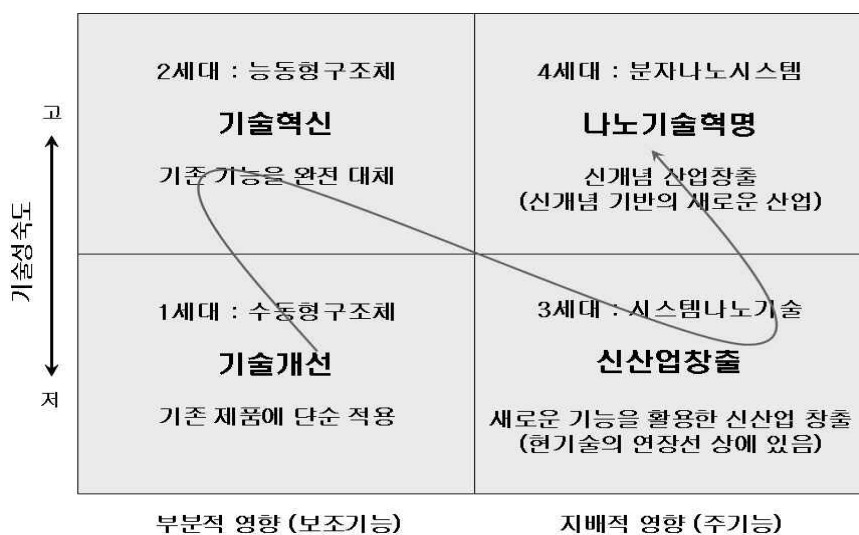 2세대 : 능동형구조체
기술혁신
기존 기능을 완전 대체
4세대 : 분자나노시스템
나노기술혁명
신개념 산업창출
(신개념 기반의 새로운 산업)
고
기술성숙도
저
1세대 : 수동형구조체
기술개선
기존 제품에 단순 적용
3세대 : 시스템나노기술
신산업창출
새로운 기능을 활용한 신산업 창출
(현기술의 연장선 상에 있음)
부분적 영향 (보조기능)
지배적 영향 (주기능)